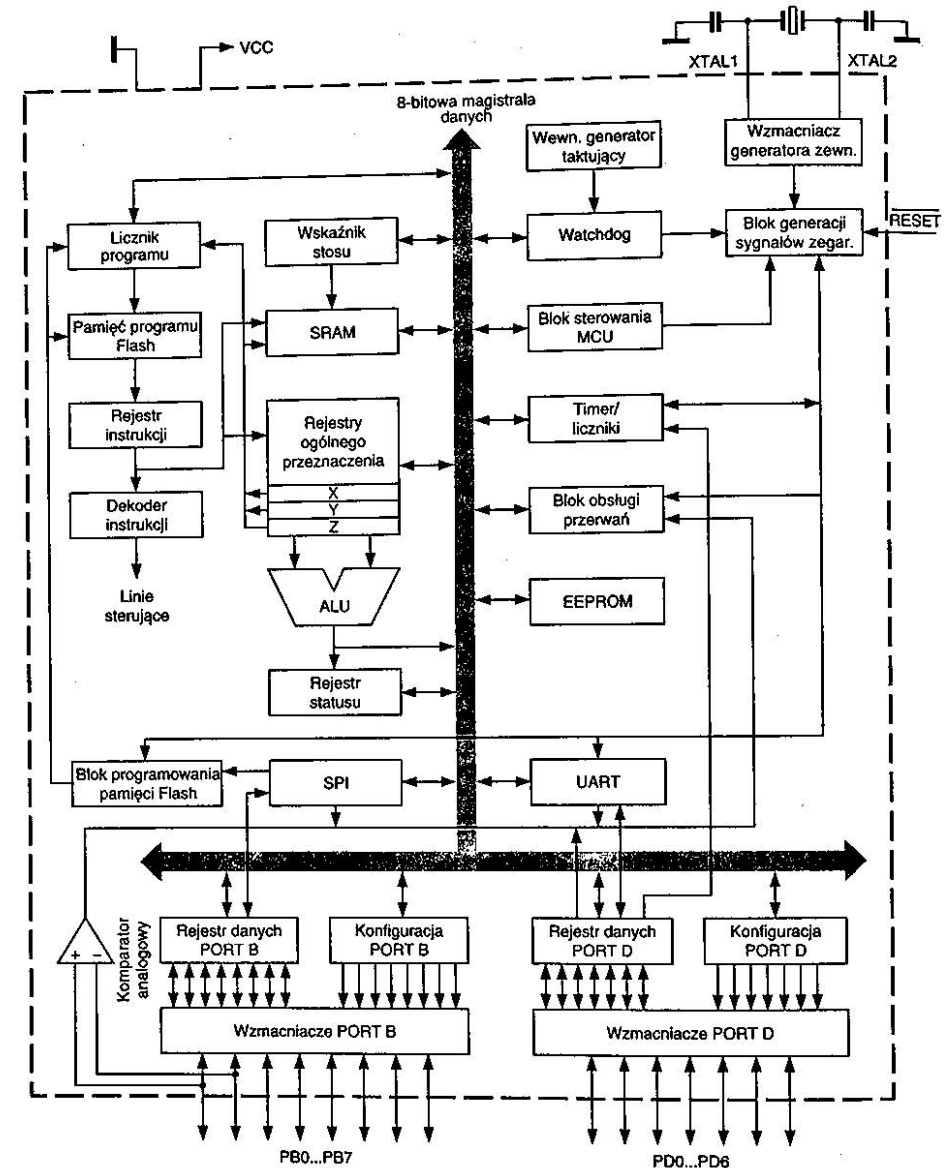 VCC
XTAL1
XTAL2
8-bitowa magistrala
danych
Wewn. generator
taktujący
Wzmacniacz
generatora zewn.
Licznik
programu
Wskaźnik
stosu
Watchdog
Blok generacji
sygnałów zegar.
RESET
Pamięć programu
Flash
SRAM
Blok sterowania
MCU
Rejestr
instrukcji
Rejestry
ogólnego
przeznaczenia
X
Y
Z
Timer/
liczniki
Dekoder
instrukcji
Blok obsługi
przerwań
Linie
sterujące
ALU
EEPROM
Rejestr
statusu
Blok programowania
pamięci Flash
SPI
UART
+ −
Komparator
analogowy
Rejestr danych
PORT B
Konfiguracja
PORT B
Rejestr danych
PORT D
Konfiguracja
PORT D
Wzmacniacze PORT B
Wzmacniacze PORT D
PB0...PB7
PD0...PD6